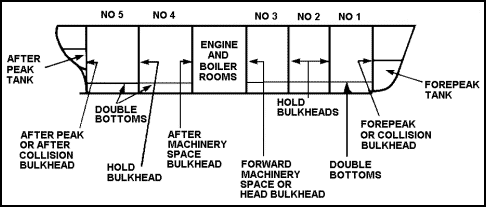 NO 5
NO 4
NO 3
NO 2
NO 1
AFTER
PEAK
TANK
ENGINE
AND
BOILER
ROOMS
FOREPEAK
TANK
DOUBLE
BOTTOMS
HOLD
BULKHEADS
AFTER PEAK
OR AFTER
COLLISION
BULKHEAD
HOLD
BULKHEAD
AFTER
MACHINERY
SPACE
BULKHEAD
FORWARD
MACHINERY
SPACE OR
HEAD BULKHEAD
DOUBLE
BOTTOMS
FOREPEAK
OR COLLISION
BULKHEAD